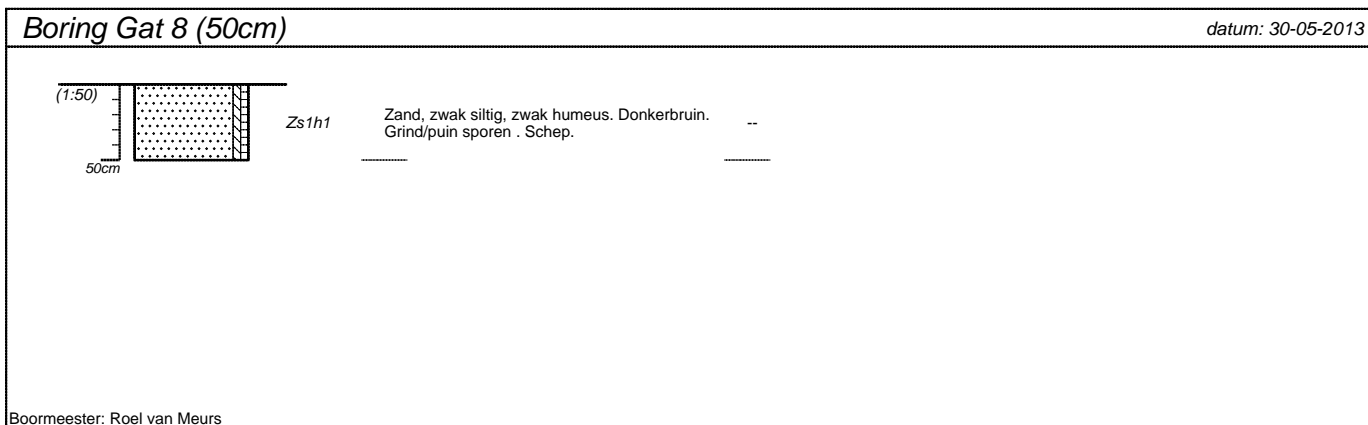 Boring Gat 8 (50cm)
datum: 30-05-2013
(1:50)
Zs1h1
Zand, zwak siltig, zwak humeus. Donkerbruin.
Grind/puin sporen . Schep.
--
50cm
Boormeester: Roel van Meurs